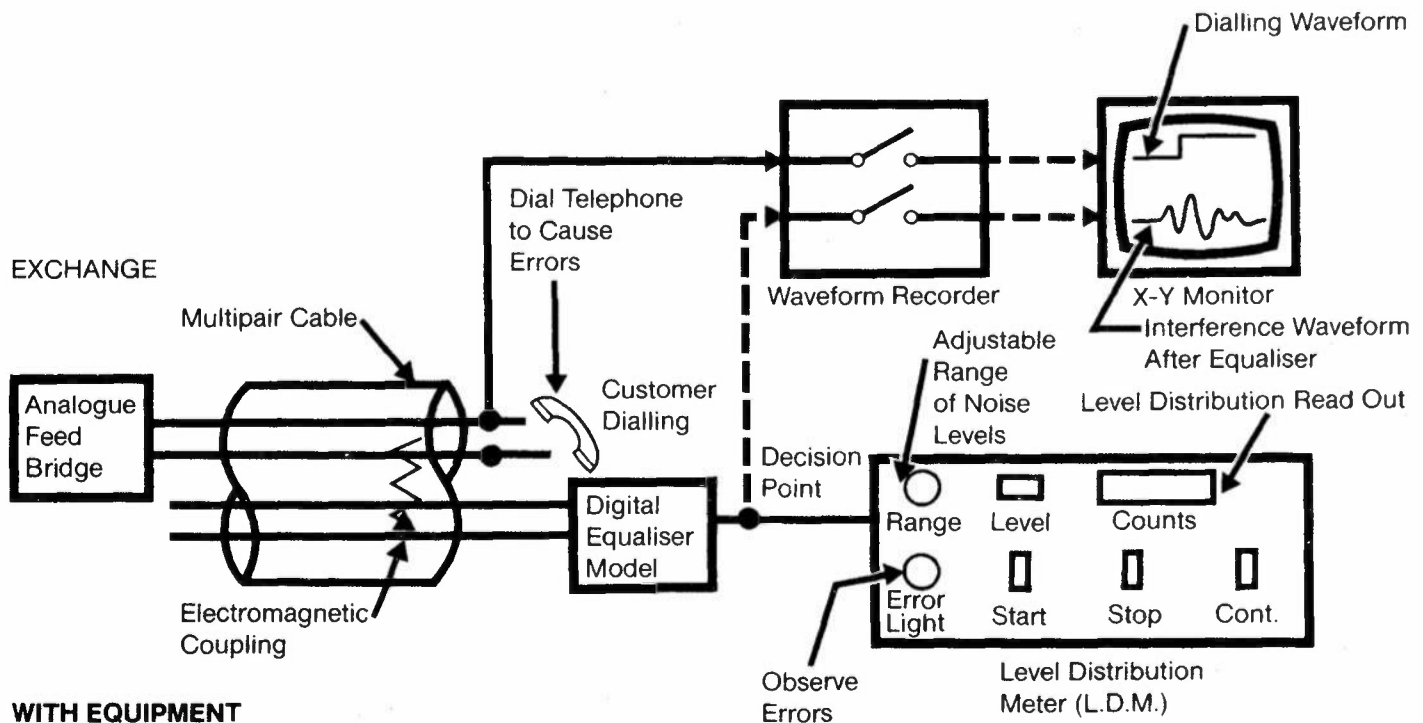 Dialling Waveform
Dial Telephone
to Cause
Errors
EXCHANGE
Waveform Recorder
X-Y Monitor
Interference Waveform
After Equaliser
Multipair Cable
Adjustable
Range
of Noise
Levels
Level Distribution Read Out
Analogue
Feed
Bridge
Customer
Dialling
Decision
Point
Digital
Equaliser
Model
Range
Level
Counts
Error
Light
Start
Stop
Cont.
Electromagnetic
Coupling
Observe
Errors
Level Distribution
Meter (L.D.M.)
WITH EQUIPMENT